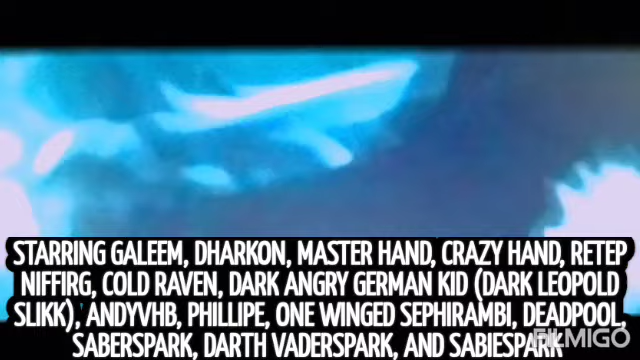 STARRING GALEEM, DHARKON, MASTER HAND, CRAZY HAND, RETEP
NIFFIRG, COLD RAVEN, DARK ANGRY GERMAN KID (DARK LEOPOLD
SLIKK), ANDYVHB, PHILLIPE, ONE WINGED SEPHIRAMBI, DEADPOOL,
SABERSPARK, DARTH VADERSPARK, AND SABIESPARK
FILMIGO